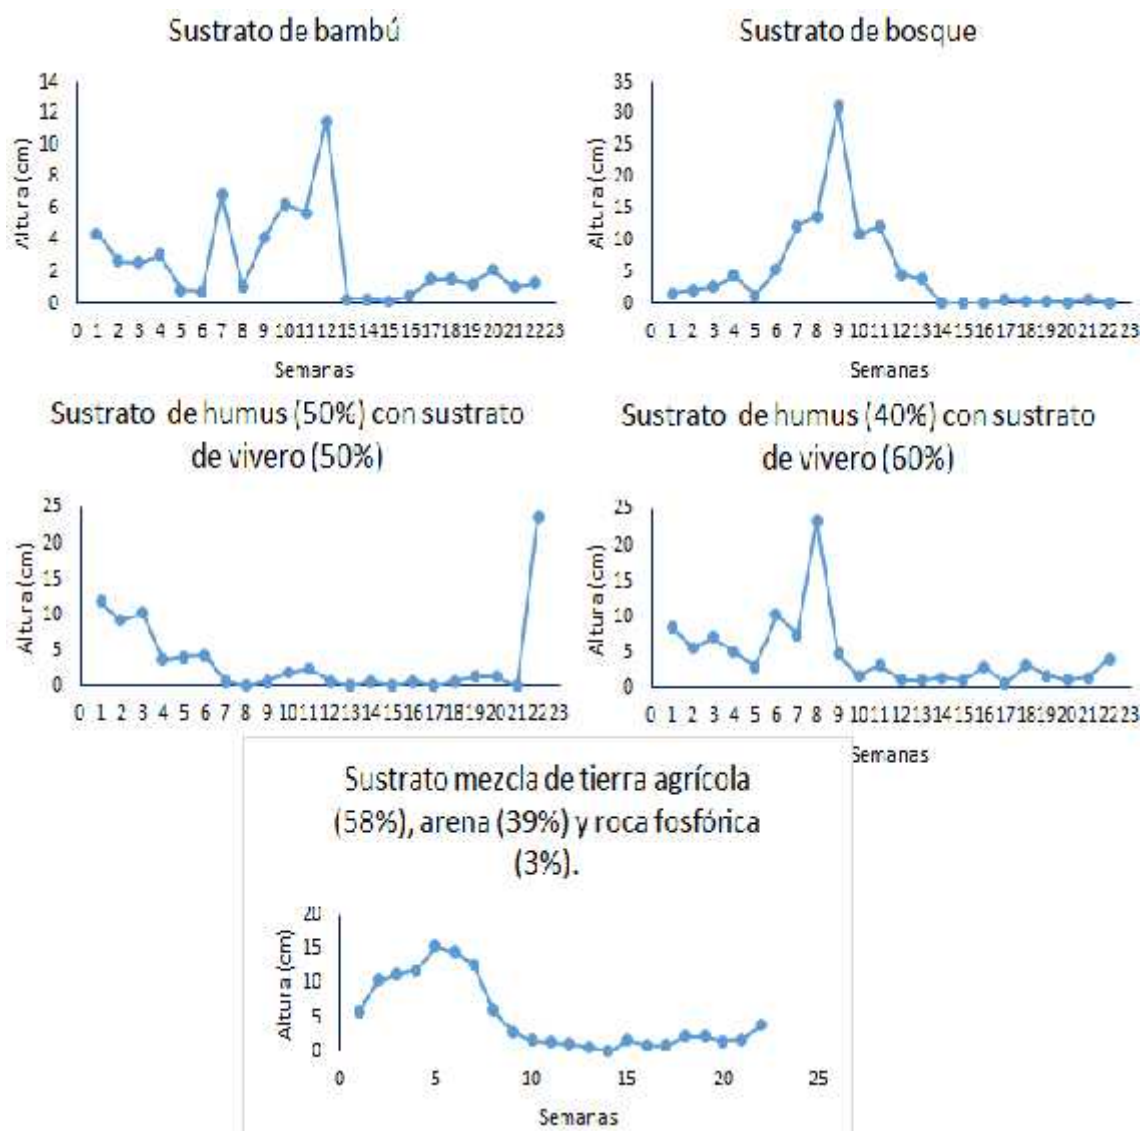 Sustrato de bambú
14
12
10
8
6
4
2
0
Altura (cm)
0 1 2 3 4 5 6 7 8 9 10 11 12 13 14 15 16 17 18 19 20 21 22 23
Semanas
Sustrato de bosque
35
30
25
20
15
10
5
0
Altura (cm)
0 1 2 3 4 5 6 7 8 9 10 11 12 13 14 15 16 17 18 19 20 21 22 23
Semanas
Sustrato de humus (50%) con sustrato
de vivero (50%)
25
20
15
10
5
0
Altura (cm)
0 1 2 3 4 5 6 7 8 9 10 11 12 13 14 15 16 17 18 19 20 21 22 23
Sustrato de humus (40%) con sustrato
de vivero (60%)
25
20
15
10
5
0
Altura (cm)
0 1 2 3 4 5 6 7 8 9 10 11 12 13 14 15 16 17 18 19 20 21 22 23
Semanas
Sustrato mezcla de tierra agrícola
(58%), arena (39%) y roca fosfórica
(3%).
20
15
10
5
0
Altura (cm)
0 5 10 15 20 25
Semanas